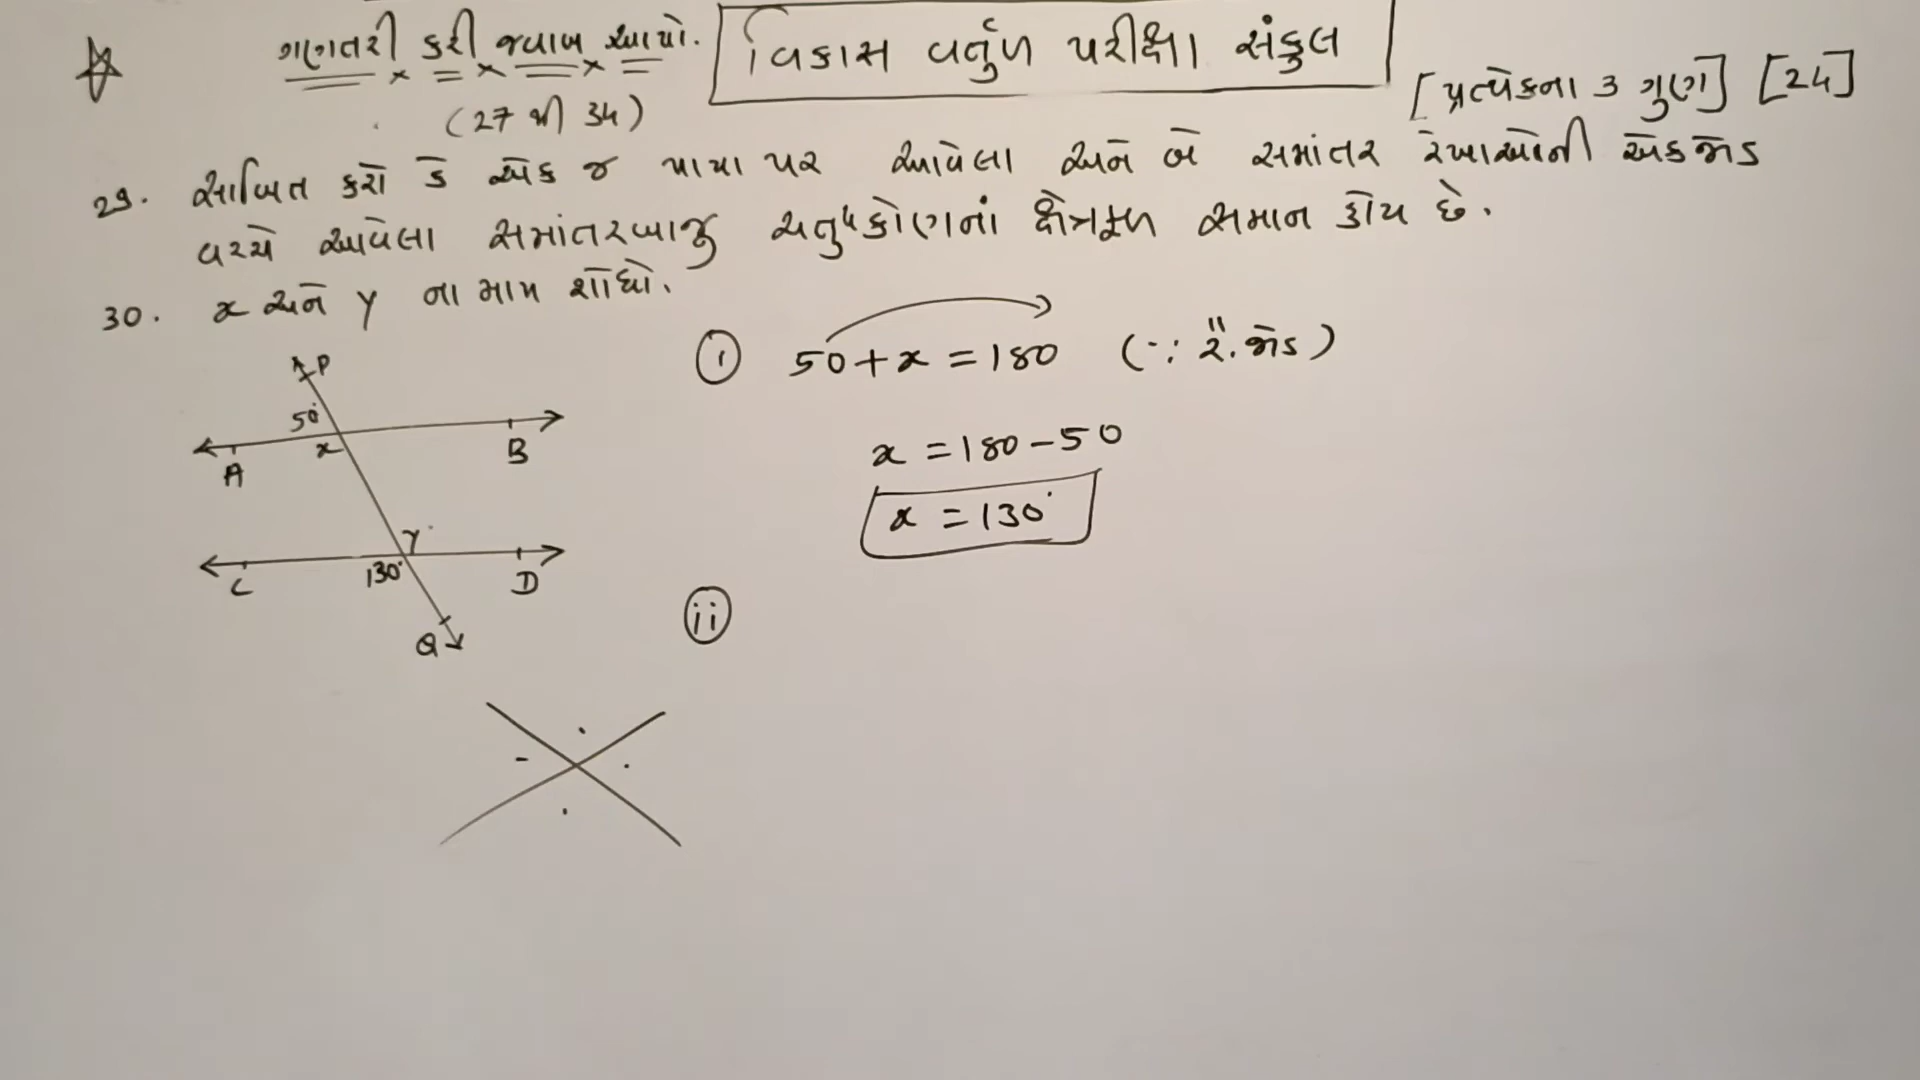 ગણતરી કરી જવાબ આપો.
વિકાસ વર્તુળ પરીક્ષા સંકુલ
(27 થી 34)
[પ્રત્યેકના 3 ગુણ] [24]
29. સાબિત કરો કે એક જ પાયા પર આવેલા અને બે સમાંતર રેખાઓની એકજોડ
વચ્ચે આવેલા સમાંતરબાજુ ચતુષ્કોણનાં ક્ષેત્રફળ સમાન હોય છે.
30. x અને y ના માપ શોધો.
P
50°
x
A
B
y
C
130°
D
Q
(i) 50+x=180 (∵ રૈ. જોડ)
x=180-50
x=130°
(ii)